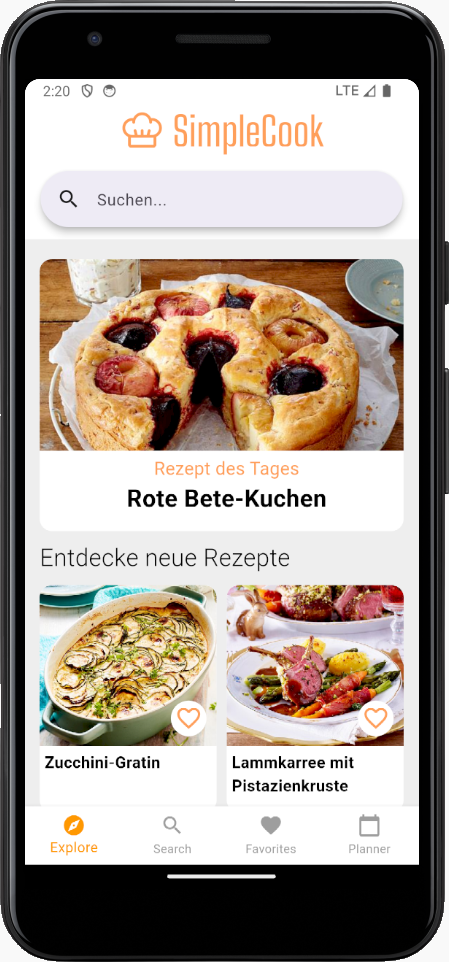 2:20 LTE
SimpleCook
Suchen...
Rezept des Tages
Rote Bete-Kuchen
Entdecke neue Rezepte
Zucchini-Gratin
Lammkarree mit
Pistazienkruste
Explore Search Favorites Planner